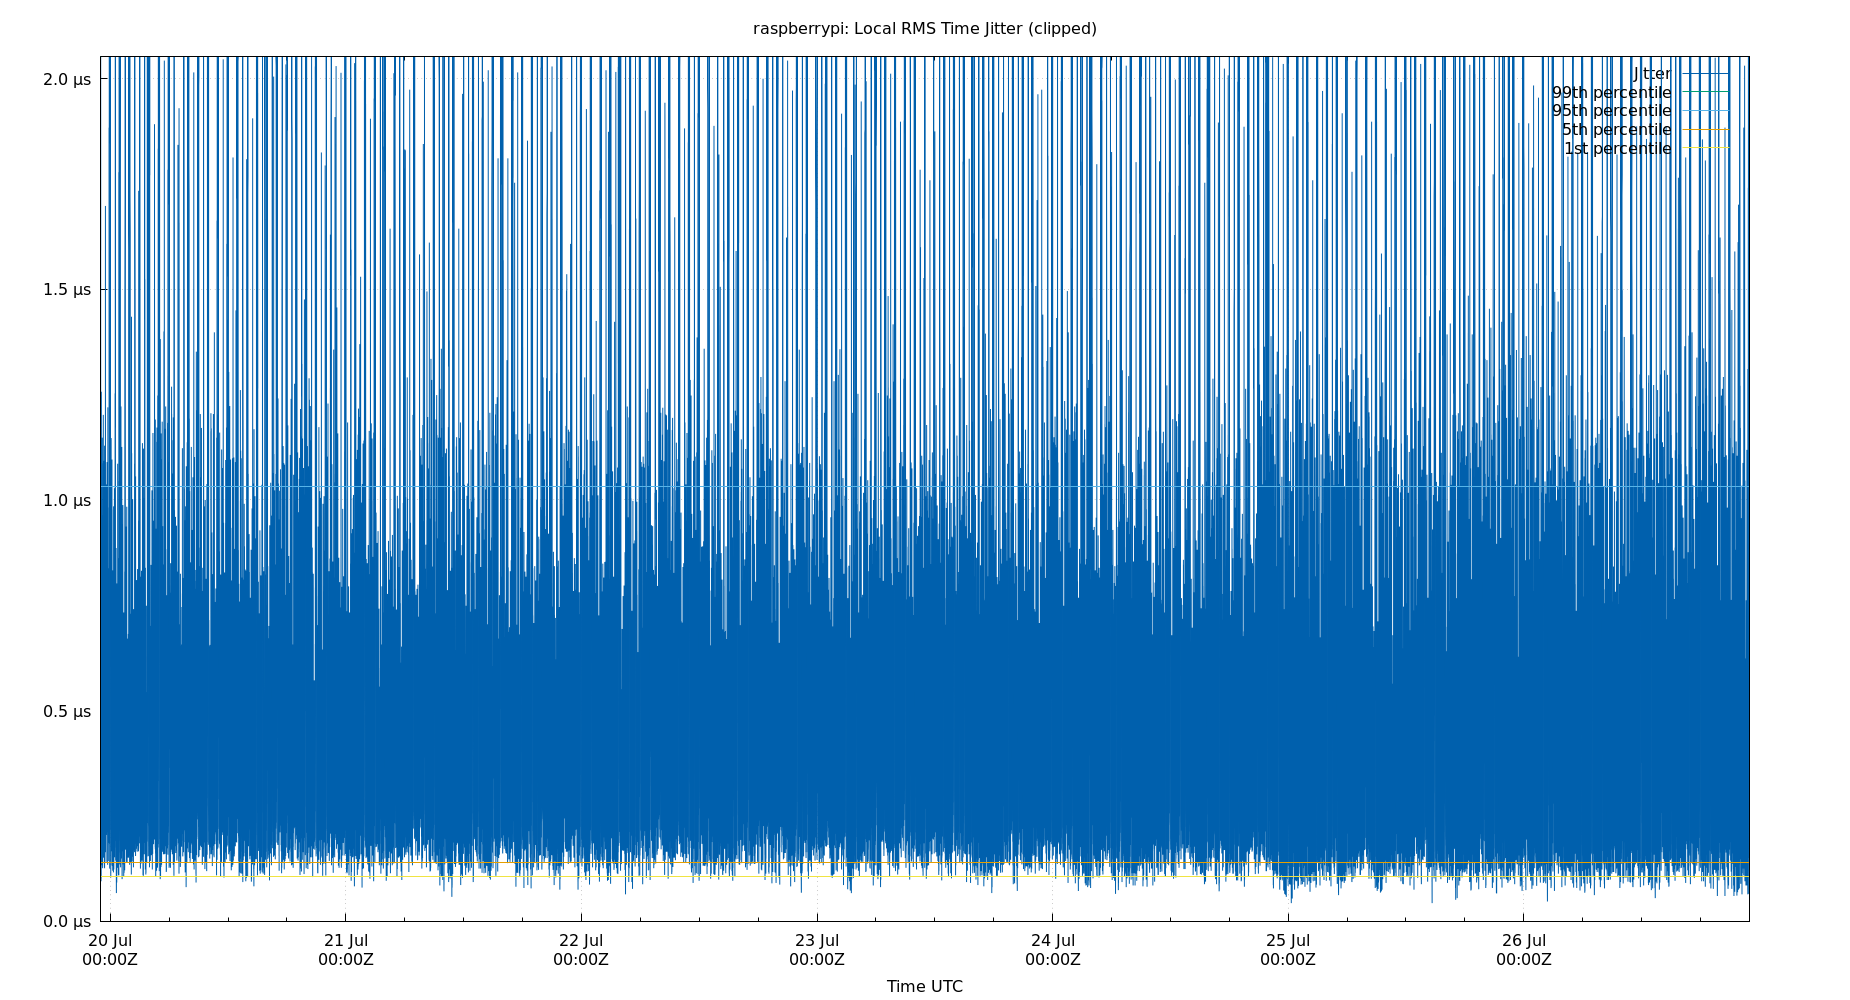 raspberrypi: Local RMS Time Jitter (clipped)
2.0 µs
1.5 µs
1.0 µs
0.5 µs
0.0 µs
Jitter
99th percentile
95th percentile
5th percentile
1st percentile
20 Jul 21 Jul 22 Jul 23 Jul 24 Jul 25 Jul 26 Jul
00:00Z 00:00Z 00:00Z 00:00Z 00:00Z 00:00Z 00:00Z
Time UTC